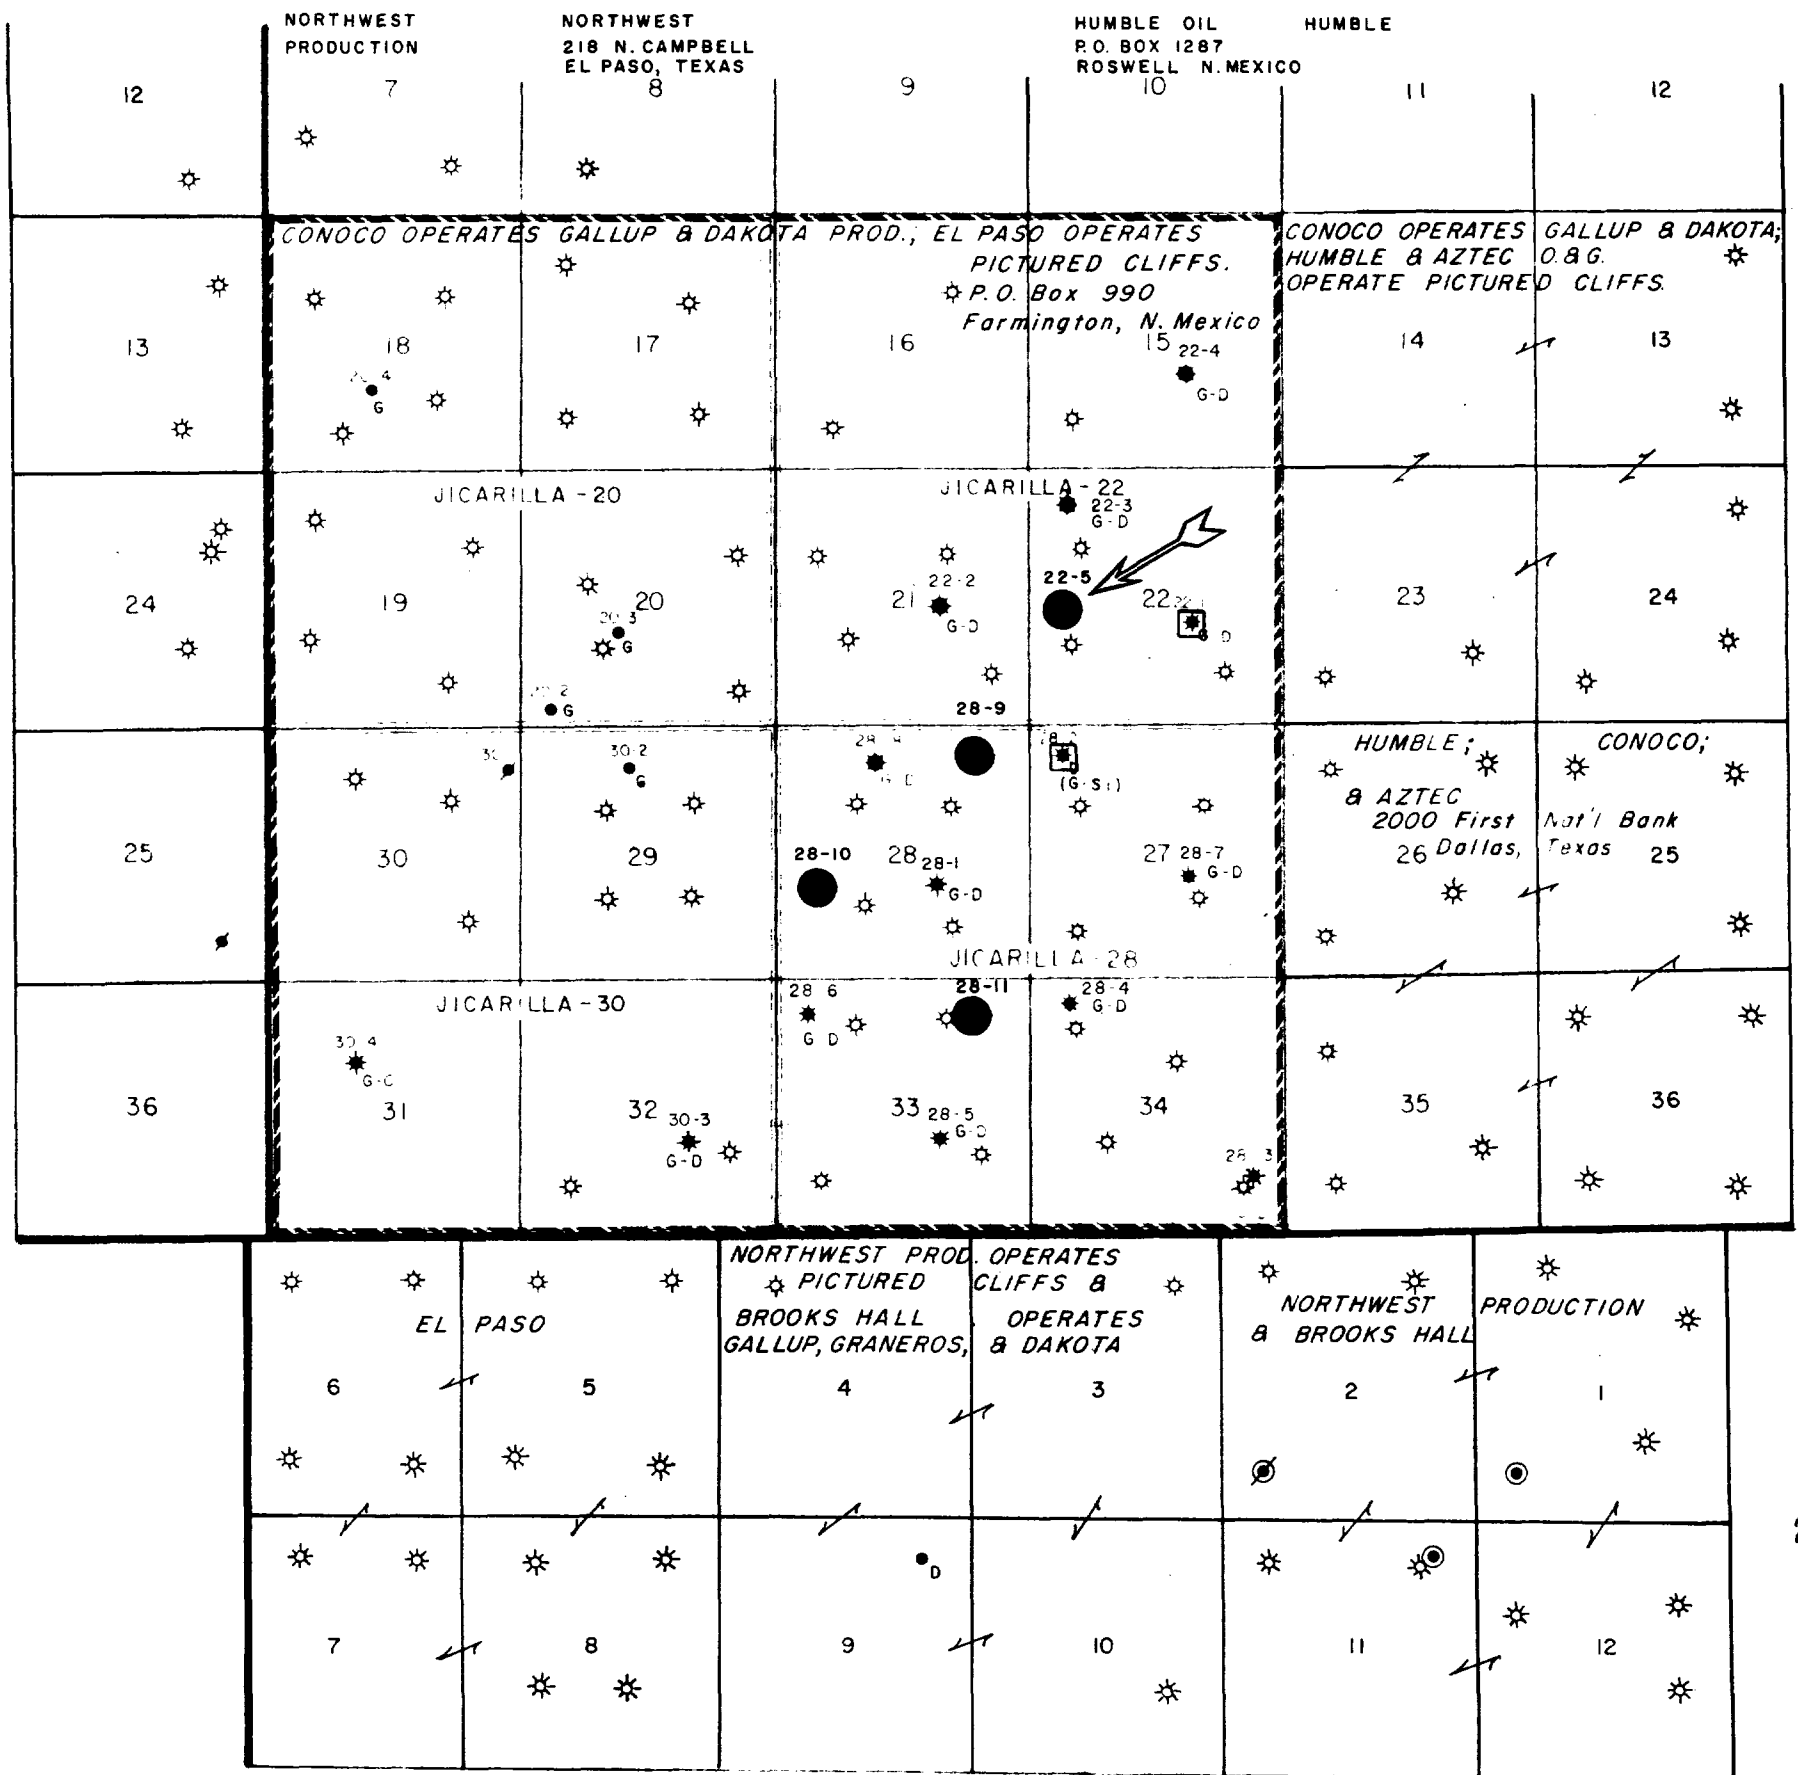 NORTHWEST
PRODUCTION
NORTHWEST
218 N. CAMPBELL
EL PASO, TEXAS
HUMBLE OIL
P.O. BOX 1287
ROSWELL N. MEXICO
HUMBLE
12 7 8 9 10 11 12
CONOCO OPERATES GALLUP & DAKOTA PROD.; EL PASO OPERATES
PICTURED CLIFFS.
P.O. Box 990
Farmington, N. Mexico
CONOCO OPERATES GALLUP & DAKOTA;
HUMBLE & AZTEC O.&G.
OPERATE PICTURED CLIFFS.
13 18 17 16 15 14 13
22-4
G-D
G
JICARILLA-20
JICARILLA-22
22-3
G-D
22-5
22-2
G-D
24 19 20 21 22 23 24
20-3
G
G D
G
28-9
30-2
G
G-D
(G-Si)
HUMBLE; CONOCO;
& AZTEC
2000 First Nat'l Bank
Dallas, Texas
25 30 29 28 27 26 25
28-10
28-1
G-D
28-7
G-D
JICARILLA-28
JICARILLA-30
28 6
G D
28-11
28-4
G-D
30 4
36 31 32 33 34 35 36
30-3
G-D
28-5
G-D
28 3
NORTHWEST PROD. OPERATES
PICTURED CLIFFS &
BROOKS HALL OPERATES
GALLUP, GRANEROS, & DAKOTA
EL PASO
NORTHWEST PRODUCTION
& BROOKS HALL
6 5 4 3 2 1
D
7 8 9 10 11 12